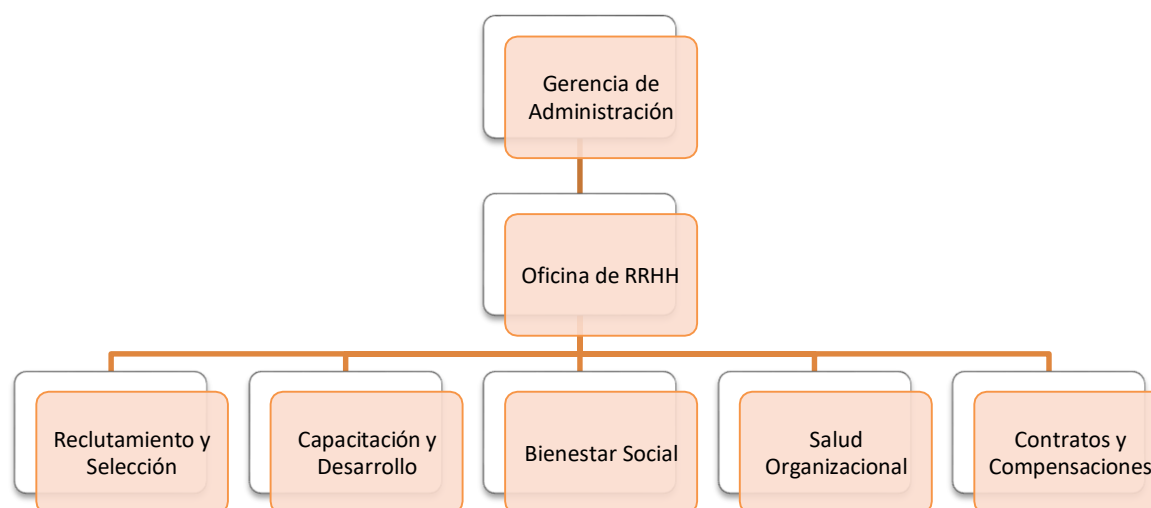 Gerencia de
Administración
Oficina de RRHH
Reclutamiento y
Selección
Capacitación y
Desarrollo
Bienestar Social
Salud
Organizacional
Contratos y
Compensaciones